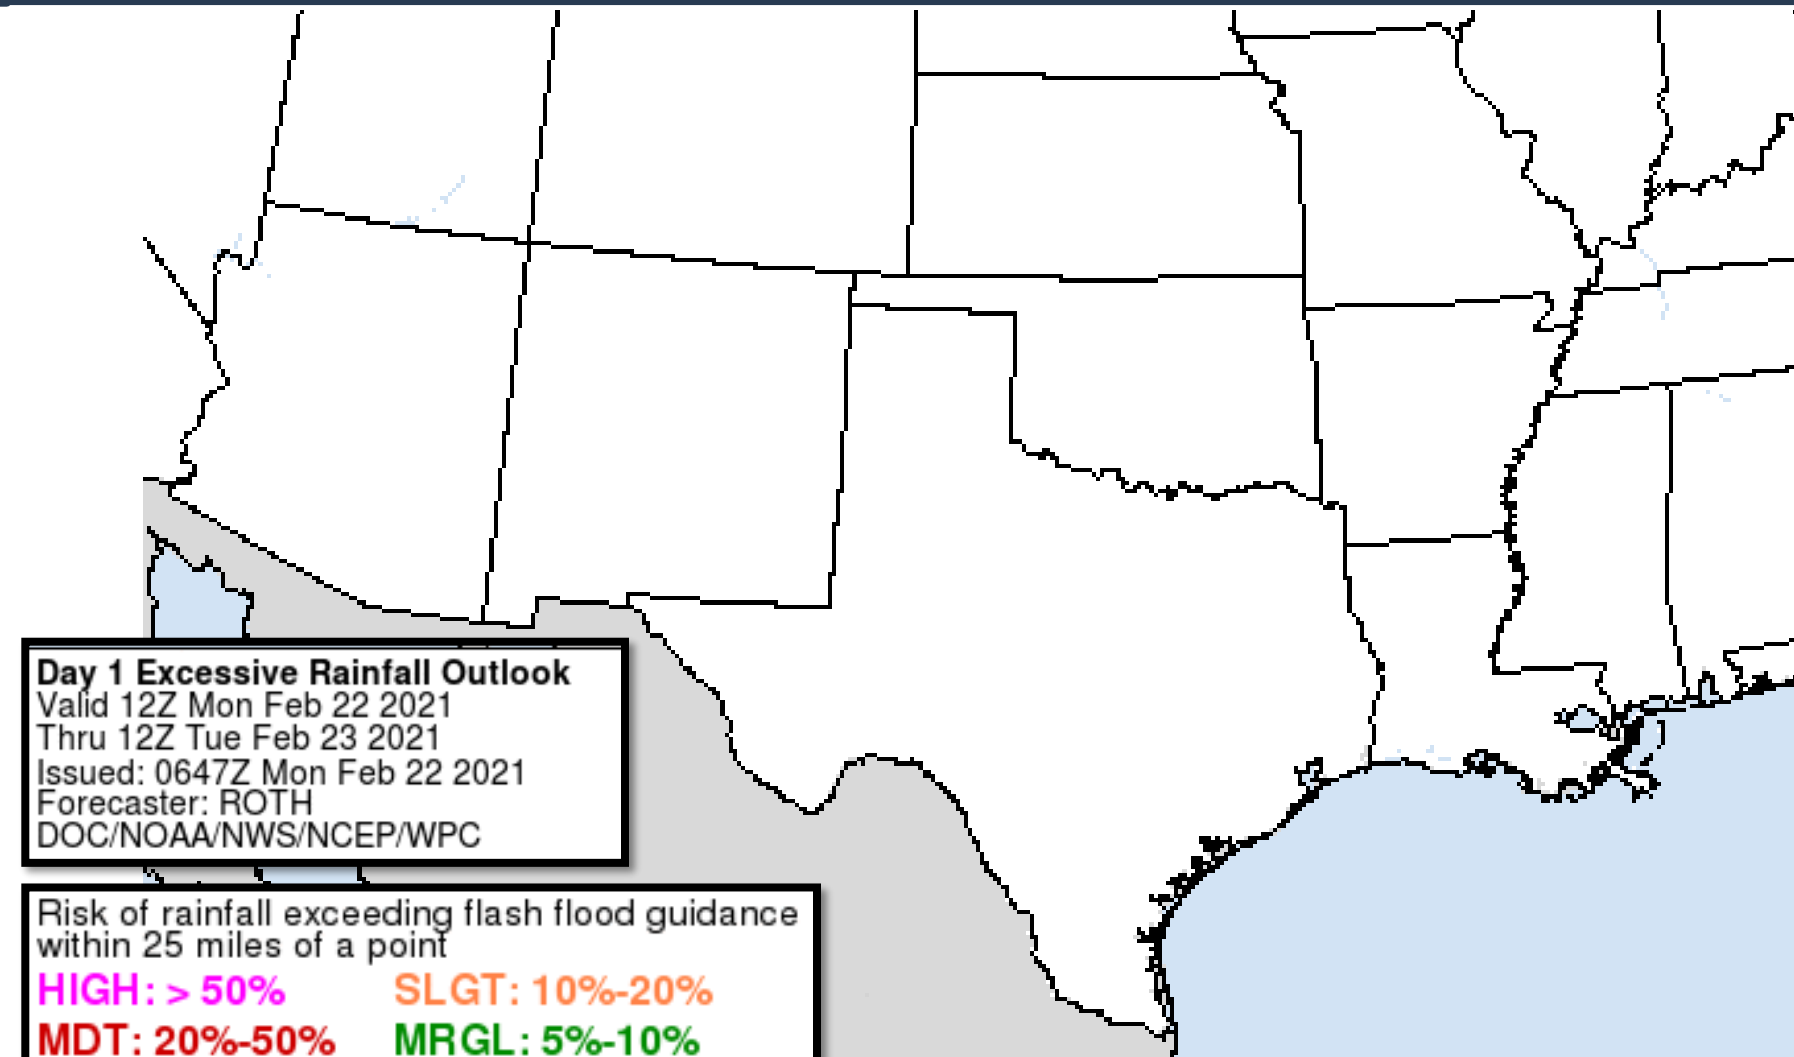 Day 1 Excessive Rainfall Outlook
Valid 12Z Mon Feb 22 2021
Thru 12Z Tue Feb 23 2021
Issued: 0647Z Mon Feb 22 2021
Forecaster: ROTH
DOC/NOAA/NWS/NCEP/WPC
Risk of rainfall exceeding flash flood guidance
within 25 miles of a point
HIGH: > 50% SLGT: 10%-20%
MDT: 20%-50% MRGL: 5%-10%